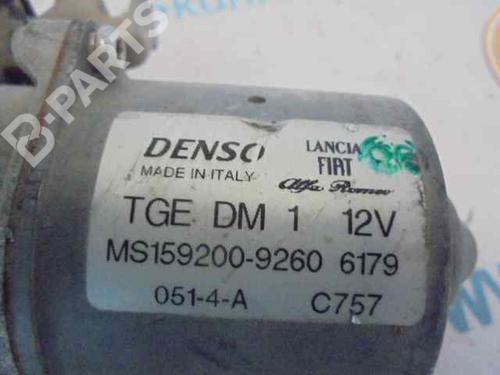 B-PARTS
DENSO
MADE IN ITALY
LANCIA
FIAT
Alfa Romeo
TGE DM 1 12V
MS159200-9260 6179
051-4-A C757